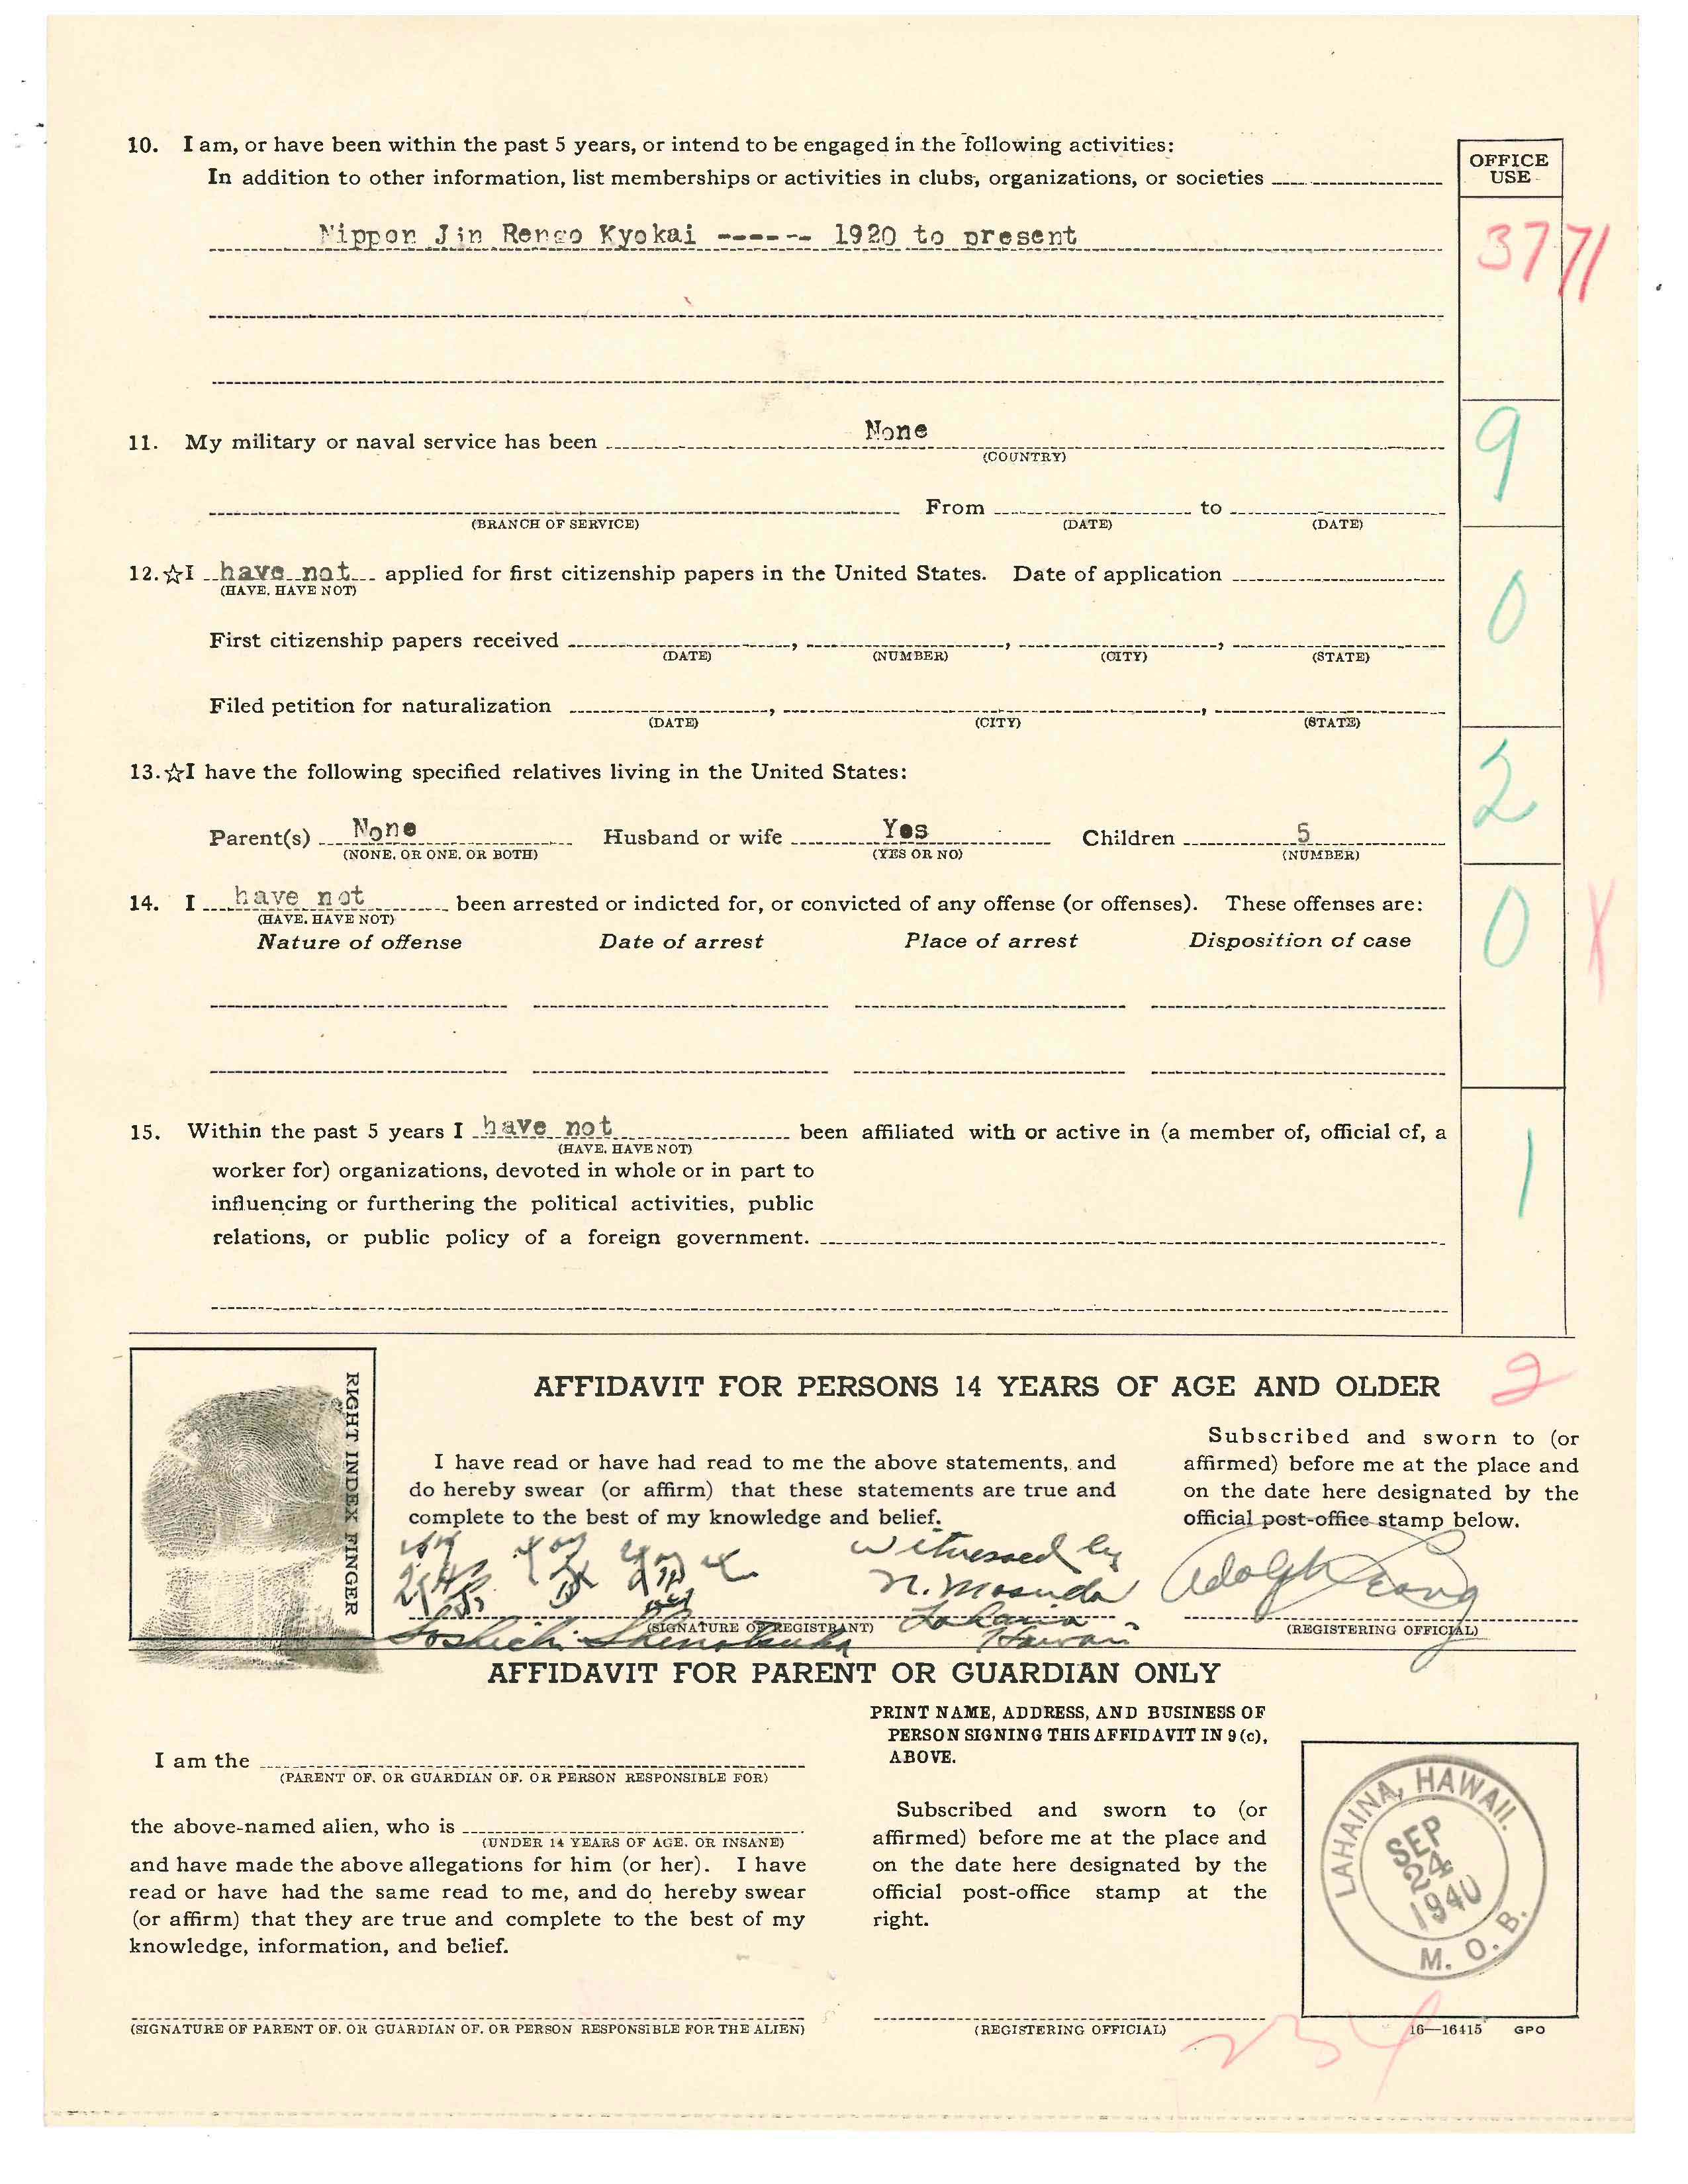 10. I am, or have been within the past 5 years, or intend to be engaged in the following activities:
In addition to other information, list memberships or activities in clubs, organizations, or societies
OFFICE
USE
Nippon Jin Rengo Kyokai ------ 1920 to present
3771
11. My military or naval service has been None
(COUNTRY)
9
From to
(BRANCH OF SERVICE) (DATE) (DATE)
12. ☆I have not applied for first citizenship papers in the United States. Date of application
(HAVE, HAVE NOT)
0
First citizenship papers received , , ,
(DATE) (NUMBER) (CITY) (STATE)
Filed petition for naturalization , ,
(DATE) (CITY) (STATE)
13. ☆I have the following specified relatives living in the United States:
2
Parent(s) None Husband or wife Yes Children 5
(NONE, OR ONE, OR BOTH) (YES OR NO) (NUMBER)
14. I have not been arrested or indicted for, or convicted of any offense (or offenses). These offenses are:
(HAVE, HAVE NOT)
0 X
Nature of offense Date of arrest Place of arrest Disposition of case
15. Within the past 5 years I have not been affiliated with or active in (a member of, official of, a
(HAVE, HAVE NOT)
worker for) organizations, devoted in whole or in part to
1
influencing or furthering the political activities, public
relations, or public policy of a foreign government.
RIGHT INDEX FINGER
AFFIDAVIT FOR PERSONS 14 YEARS OF AGE AND OLDER
2
I have read or have had read to me the above statements, and
do hereby swear (or affirm) that these statements are true and
complete to the best of my knowledge and belief.
Subscribed and sworn to (or
affirmed) before me at the place and
on the date here designated by the
official post-office stamp below.
Witnessed by
N. Masuda
Lahaina
Hawaii
Adolph
(SIGNATURE OF REGISTRANT)
(REGISTERING OFFICIAL)
AFFIDAVIT FOR PARENT OR GUARDIAN ONLY
I am the
(PARENT OF, OR GUARDIAN OF, OR PERSON RESPONSIBLE FOR)
the above-named alien, who is
(UNDER 14 YEARS OF AGE, OR INSANE)
and have made the above allegations for him (or her). I have
read or have had the same read to me, and do hereby swear
(or affirm) that they are true and complete to the best of my
knowledge, information, and belief.
(SIGNATURE OF PARENT OF, OR GUARDIAN OF, OR PERSON RESPONSIBLE FOR THE ALIEN)
PRINT NAME, ADDRESS, AND BUSINESS OF
PERSON SIGNING THIS AFFIDAVIT IN 9(c),
ABOVE.
Subscribed and sworn to (or
affirmed) before me at the place and
on the date here designated by the
official post-office stamp at the
right.
(REGISTERING OFFICIAL)
LAHAINA, HAWAII.
SEP
24
1940
M. O. B.
16—16415 GPO
234